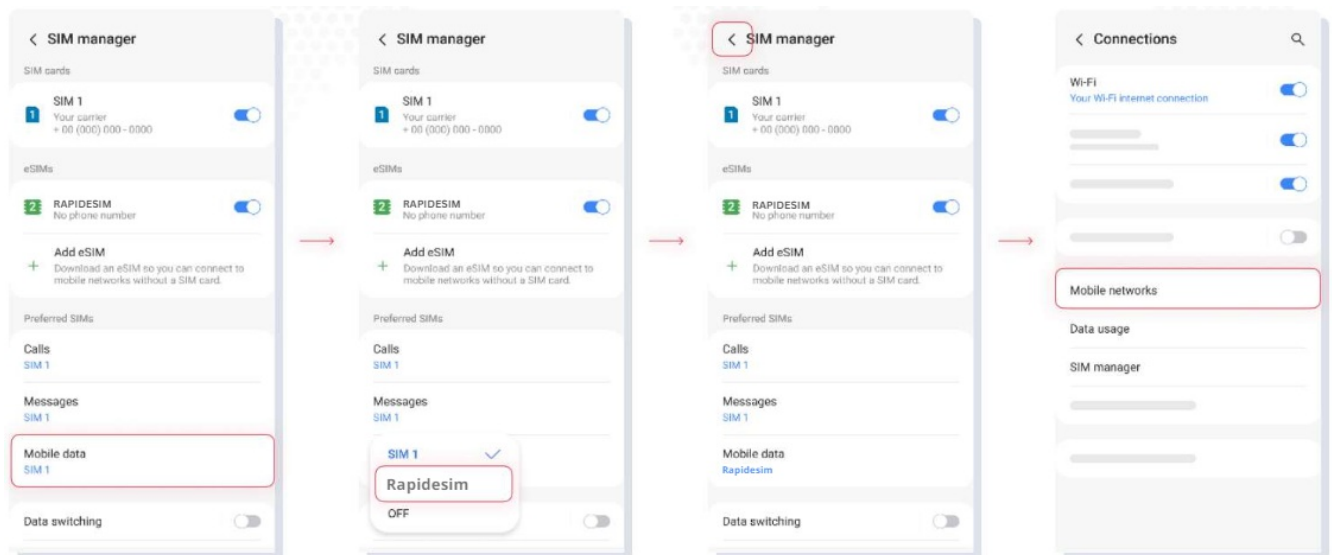 SIM manager
SIM cards
1
SIM 1
Your carrier
+ 00 (000) 000 - 0000
eSIMs
2
RAPIDESIM
No phone number
Add eSIM
Download an eSIM so you can connect to
mobile networks without a SIM card.
Preferred SIMs
Calls
SIM 1
Messages
SIM 1
Mobile data
SIM 1
Data switching
SIM manager
SIM cards
1
SIM 1
Your carrier
+ 00 (000) 000 - 0000
eSIMs
2
RAPIDESIM
No phone number
Add eSIM
Download an eSIM so you can connect to
mobile networks without a SIM card.
Preferred SIMs
Calls
SIM 1
Messages
SIM 1
SIM 1
Rapidesim
OFF
SIM manager
SIM cards
1
SIM 1
Your carrier
+ 00 (000) 000 - 0000
eSIMs
2
RAPIDESIM
No phone number
Add eSIM
Download an eSIM so you can connect to
mobile networks without a SIM card.
Preferred SIMs
Calls
SIM 1
Messages
SIM 1
Mobile data
Rapidesim
Data switching
Connections
Wi-Fi
Your Wi-Fi internet connection
Mobile networks
Data usage
SIM manager